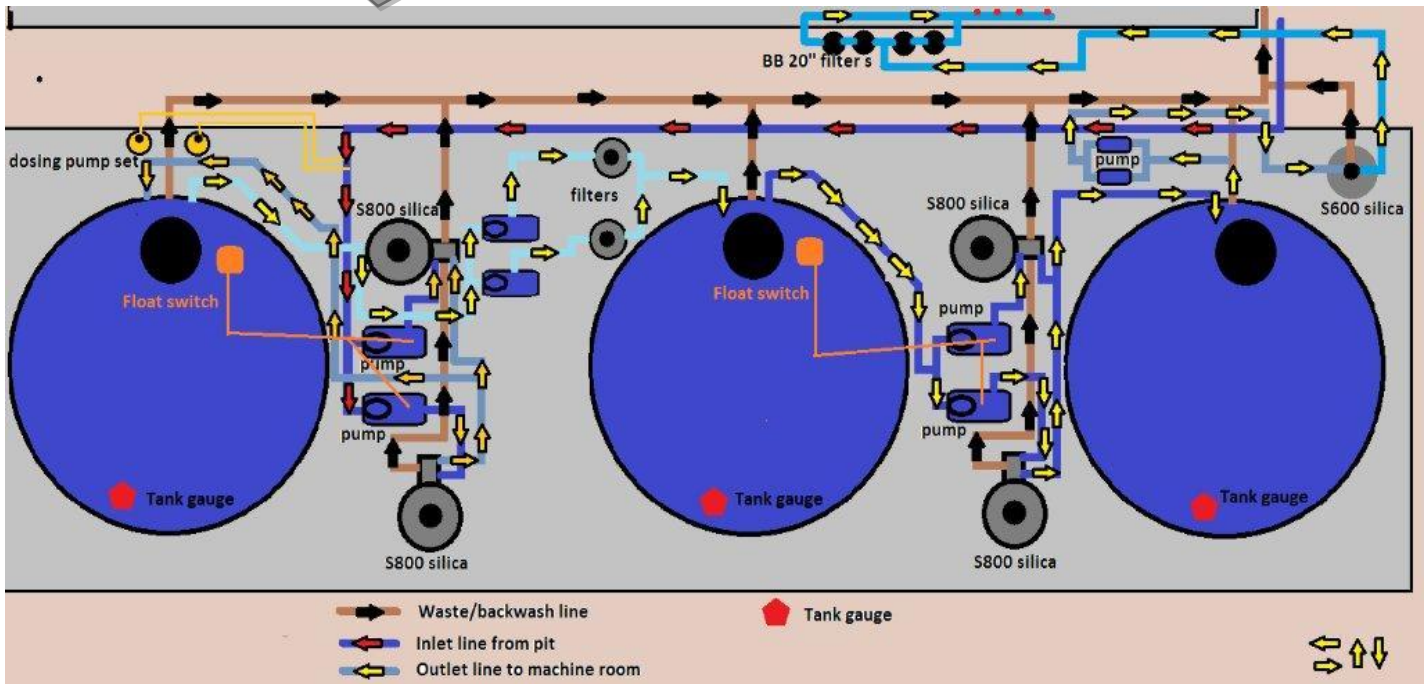 BB 20" filter s
dosing pump set
pump
filters
S800 silica
S800 silica
S600 silica
Float switch
Float switch
pump
pump
pump
pump
Tank gauge
Tank gauge
Tank gauge
S800 silica
S800 silica
Waste/backwash line
Tank gauge
Inlet line from pit
Outlet line to machine room